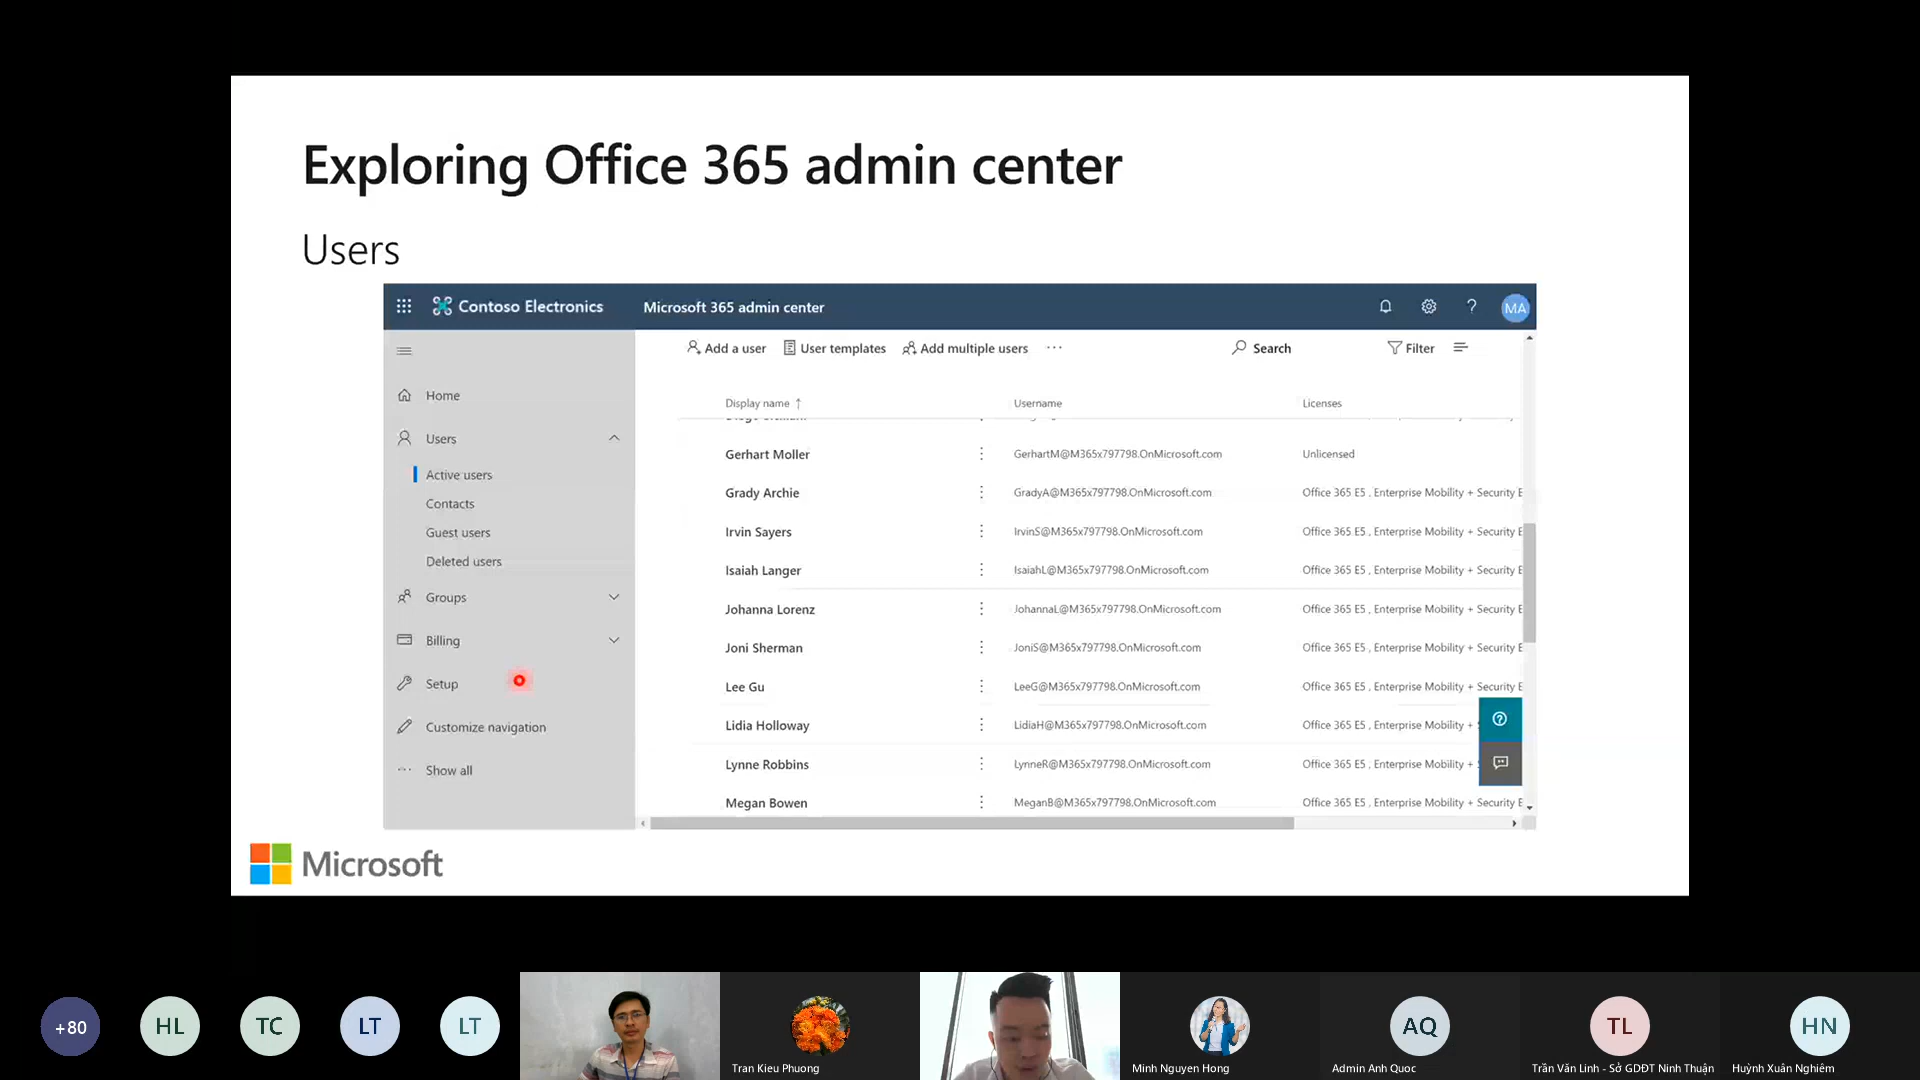 Exploring Office 365 admin center
Users
Contoso Electronics
Microsoft 365 admin center
MA
Add a user
User templates
Add multiple users
Search
Filter
Home
Users
Active users
Contacts
Guest users
Deleted users
Groups
Billing
Setup
Customize navigation
Show all
Display name ↑ Username Licenses
Gerhart Moller GerhartM@M365x797798.OnMicrosoft.com Unlicensed
Grady Archie GradyA@M365x797798.OnMicrosoft.com Office 365 E5 , Enterprise Mobility + Security E
Irvin Sayers IrvinS@M365x797798.OnMicrosoft.com Office 365 E5 , Enterprise Mobility + Security E
Isaiah Langer IsaiahL@M365x797798.OnMicrosoft.com Office 365 E5 , Enterprise Mobility + Security E
Johanna Lorenz JohannaL@M365x797798.OnMicrosoft.com Office 365 E5 , Enterprise Mobility + Security E
Joni Sherman JoniS@M365x797798.OnMicrosoft.com Office 365 E5 , Enterprise Mobility + Security E
Lee Gu LeeG@M365x797798.OnMicrosoft.com Office 365 E5 , Enterprise Mobility + Security E
Lidia Holloway LidiaH@M365x797798.OnMicrosoft.com Office 365 E5 , Enterprise Mobility +
Lynne Robbins LynneR@M365x797798.OnMicrosoft.com Office 365 E5 , Enterprise Mobility +
Megan Bowen MeganB@M365x797798.OnMicrosoft.com Office 365 E5 , Enterprise Mobility + Security E
Microsoft
+80
HL
TC
LT
LT
Tran Kieu Phuong
Minh Nguyen Hong
AQ
Admin Anh Quoc
TL
Trần Văn Linh - Sở GDĐT Ninh Thuận
HN
Huỳnh Xuân Nghiêm